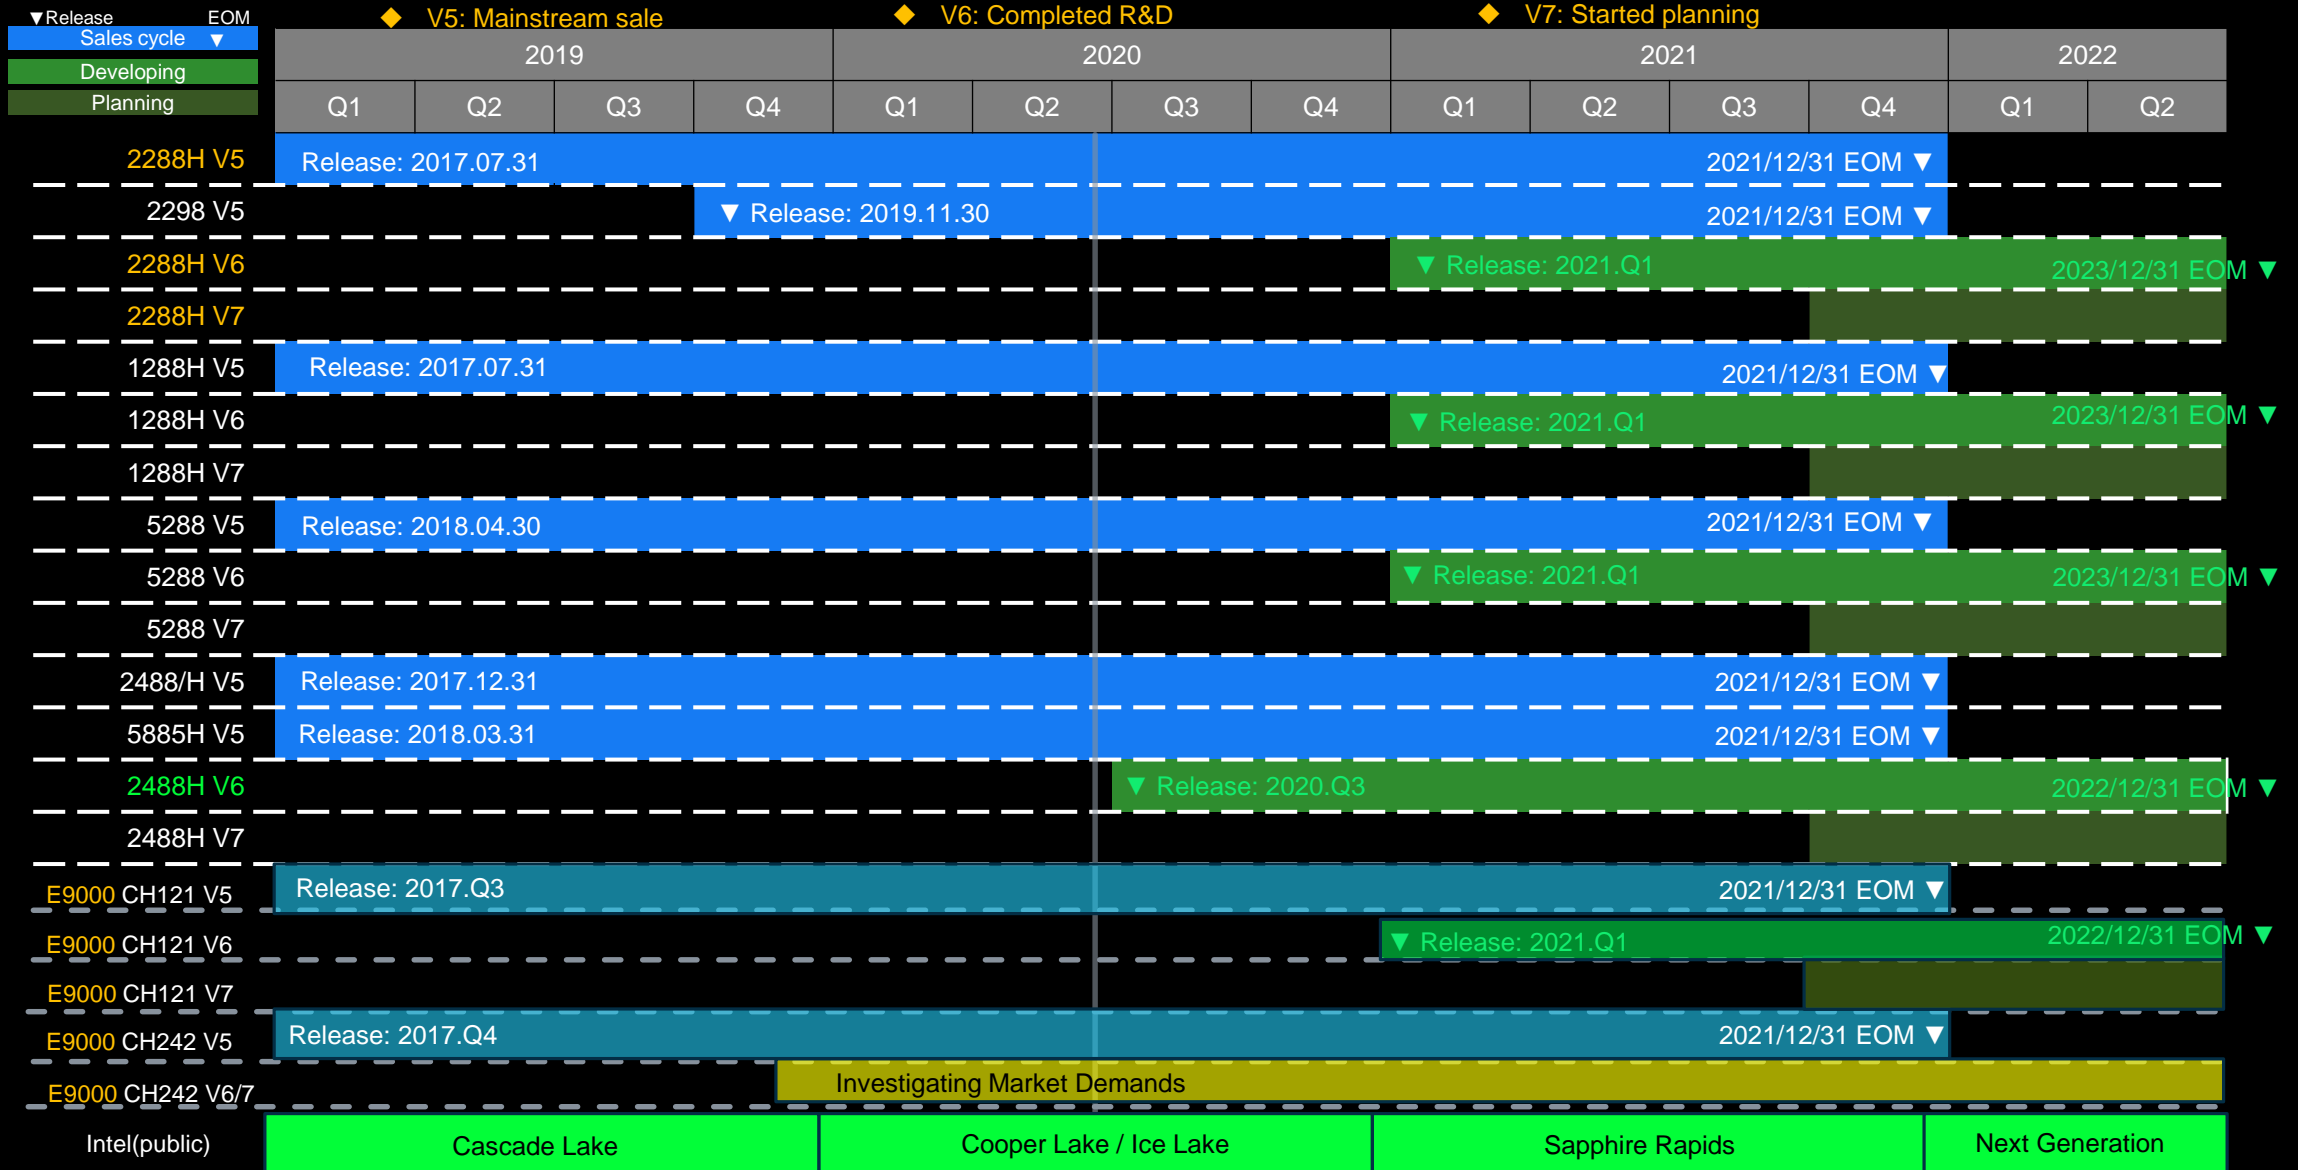 ▼Release EOM
Sales cycle ▼
Developing
Planning
◆ V5: Mainstream sale ◆ V6: Completed R&D ◆ V7: Started planning
2019 2020 2021 2022
Q1 Q2 Q3 Q4 Q1 Q2 Q3 Q4 Q1 Q2 Q3 Q4 Q1 Q2
2288H V5 Release: 2017.07.31 2021/12/31 EOM ▼
2298 V5 ▼ Release: 2019.11.30 2021/12/31 EOM ▼
2288H V6 ▼ Release: 2021.Q1 2023/12/31 EOM ▼
2288H V7
1288H V5 Release: 2017.07.31 2021/12/31 EOM ▼
1288H V6 ▼ Release: 2021.Q1 2023/12/31 EOM ▼
1288H V7
5288 V5 Release: 2018.04.30 2021/12/31 EOM ▼
5288 V6 ▼ Release: 2021.Q1 2023/12/31 EOM ▼
5288 V7
2488/H V5 Release: 2017.12.31 2021/12/31 EOM ▼
5885H V5 Release: 2018.03.31 2021/12/31 EOM ▼
2488H V6 ▼ Release: 2020.Q3 2022/12/31 EOM ▼
2488H V7
E9000 CH121 V5 Release: 2017.Q3 2021/12/31 EOM ▼
E9000 CH121 V6 ▼ Release: 2021.Q1 2022/12/31 EOM ▼
E9000 CH121 V7
E9000 CH242 V5 Release: 2017.Q4 2021/12/31 EOM ▼
E9000 CH242 V6/7 Investigating Market Demands
Intel(public) Cascade Lake Cooper Lake / Ice Lake Sapphire Rapids Next Generation